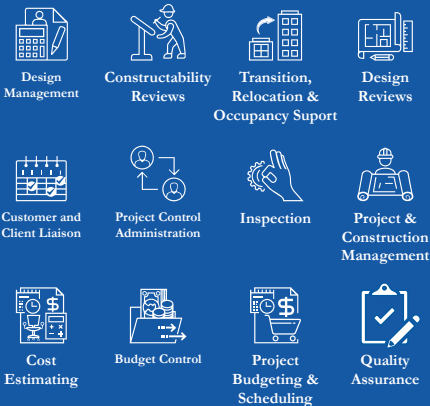 Design
Management
Constructability
Reviews
Transition,
Relocation &
Occupancy Suport
Design
Reviews
Customer and
Client Liaison
Project Control
Administration
Inspection
Project &
Construction
Management
$
Cost
Estimating
Budget Control
$
Project
Budgeting &
Scheduling
Quality
Assurance